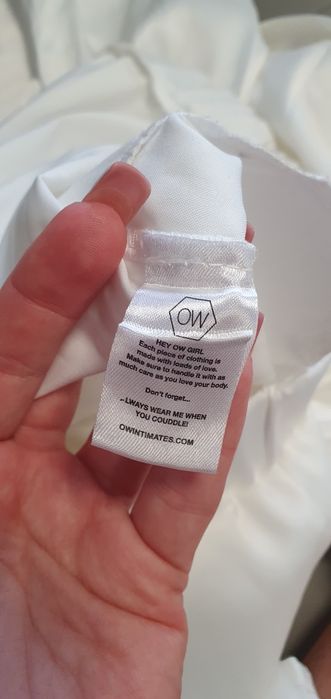 OW
HEY OW GIRL
Each piece of clothing is
made with loads of love.
Make sure to handle it with as
much care as you love your body.
Don't forget...
..LWAYS WEAR ME WHEN
YOU COUDDLE!
OWINTIMATES.COM